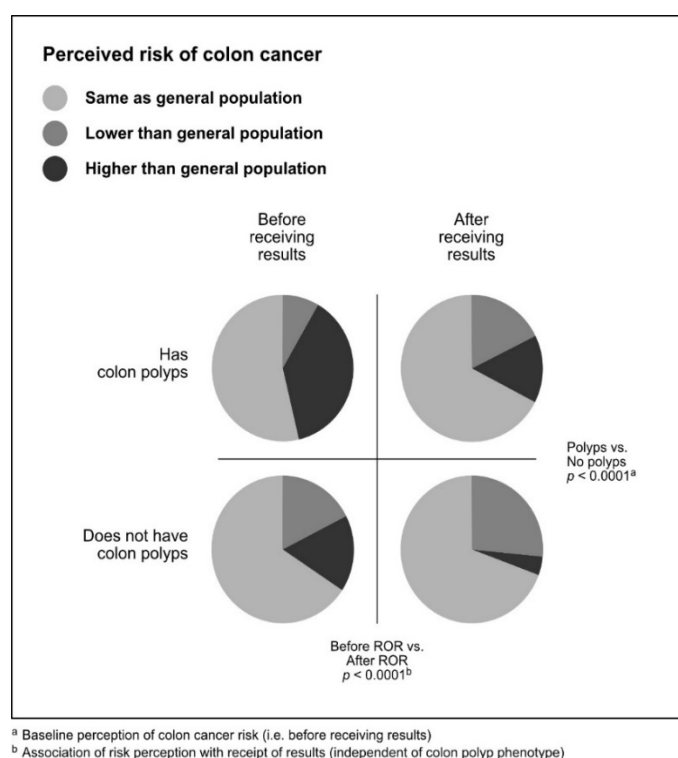 Perceived risk of colon cancer
Same as general population
Lower than general population
Higher than general population
Before
receiving
results
After
receiving
results
Has
colon polyps
Polyps vs.
No polyps
p < 0.0001ᵃ
Does not have
colon polyps
Before ROR vs.
After ROR
p < 0.0001ᵇ
ᵃ Baseline perception of colon cancer risk (i.e. before receiving results)
ᵇ Association of risk perception with receipt of results (independent of colon polyp phenotype)